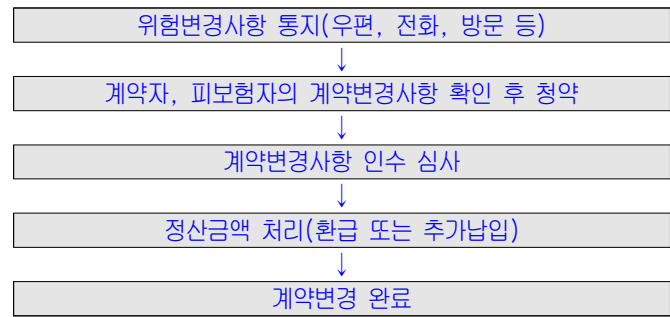 위험변경사항 통지(우편, 전화, 방문 등)
↓
계약자, 피보험자의 계약변경사항 확인 후 청약
↓
계약변경사항 인수 심사
↓
정산금액 처리(환급 또는 추가납입)
↓
계약변경 완료